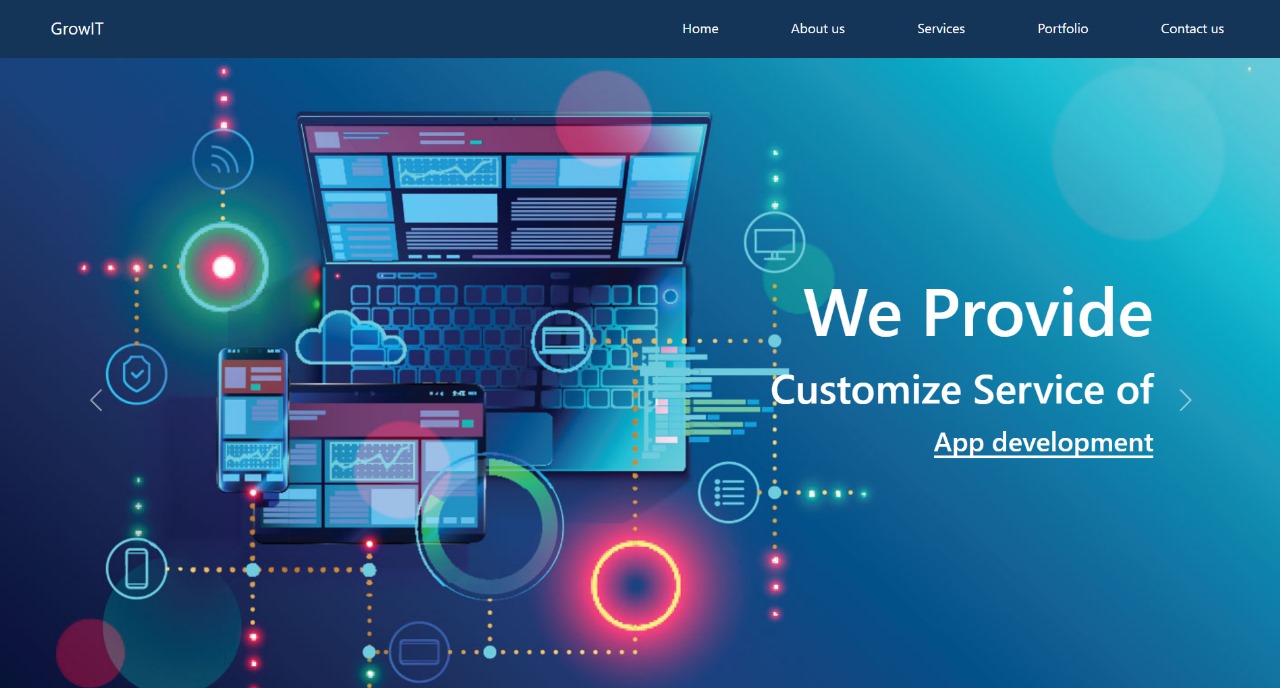 GrowIT
Home About us Services Portfolio Contact us
We Provide
Customize Service of
App development